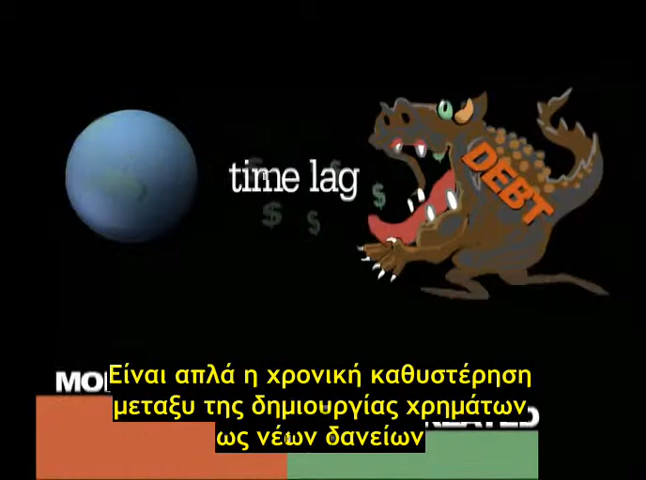 time lag
$
$
$
DEBT
Είναι απλά η χρονική καθυστέρηση
μεταξυ της δημιουργίας χρημάτων
ως νέων δανείων